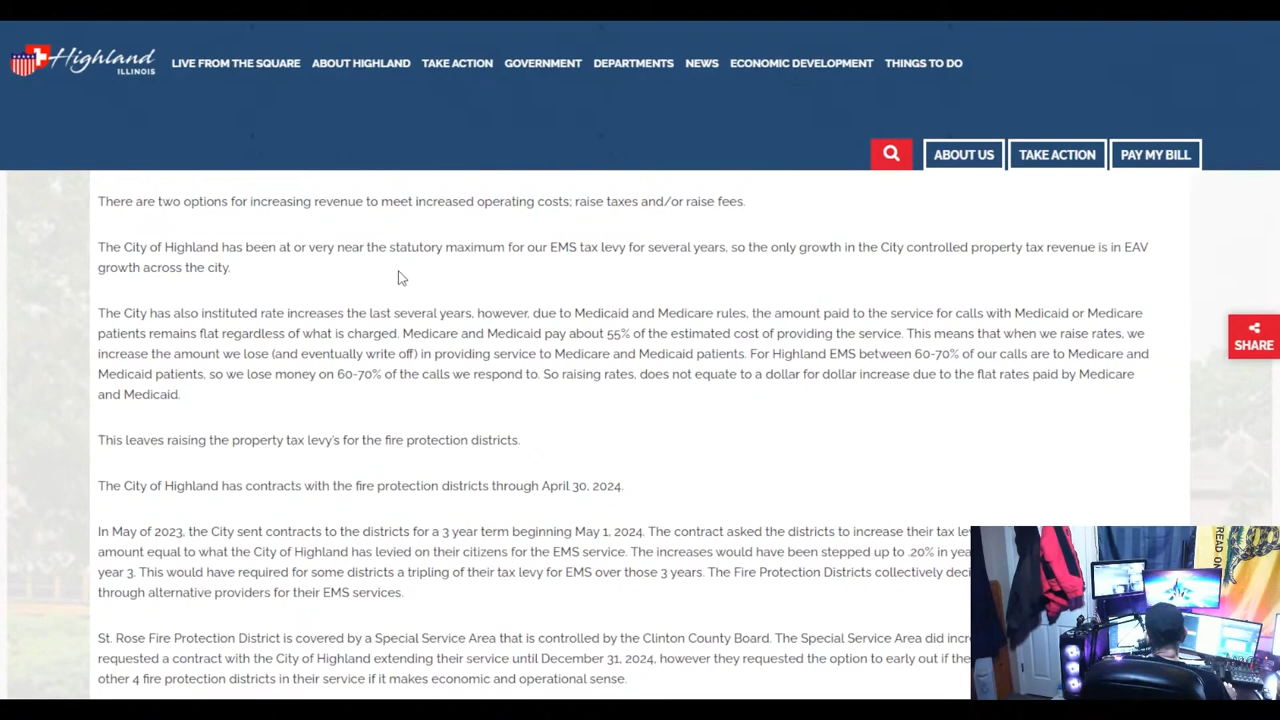 Highland
ILLINOIS
LIVE FROM THE SQUARE ABOUT HIGHLAND TAKE ACTION GOVERNMENT DEPARTMENTS NEWS ECONOMIC DEVELOPMENT THINGS TO DO
ABOUT US TAKE ACTION PAY MY BILL
There are two options for increasing revenue to meet increased operating costs; raise taxes and/or raise fees.
The City of Highland has been at or very near the statutory maximum for our EMS tax levy for several years, so the only growth in the City controlled property tax revenue is in EAV
growth across the city.
The City has also instituted rate increases the last several years, however, due to Medicaid and Medicare rules, the amount paid to the service for calls with Medicaid or Medicare
patients remains flat regardless of what is charged. Medicare and Medicaid pay about 55% of the estimated cost of providing the service. This means that when we raise rates, we
increase the amount we lose (and eventually write off) in providing service to Medicare and Medicaid patients. For Highland EMS between 60-70% of our calls are to Medicare and
Medicaid patients, so we lose money on 60-70% of the calls we respond to. So raising rates, does not equate to a dollar for dollar increase due to the flat rates paid by Medicare
and Medicaid.
SHARE
This leaves raising the property tax levy's for the fire protection districts.
The City of Highland has contracts with the fire protection districts through April 30, 2024.
In May of 2023, the City sent contracts to the districts for a 3 year term beginning May 1, 2024. The contract asked the districts to increase their tax le
amount equal to what the City of Highland has levied on their citizens for the EMS service. The increases would have been stepped up to .20% in yea
year 3. This would have required for some districts a tripling of their tax levy for EMS over those 3 years. The Fire Protection Districts collectively deci
through alternative providers for their EMS services.
St. Rose Fire Protection District is covered by a Special Service Area that is controlled by the Clinton County Board. The Special Service Area did incr
requested a contract with the City of Highland extending their service until December 31, 2024, however they requested the option to early out if the
other 4 fire protection districts in their service if it makes economic and operational sense.
READ ON